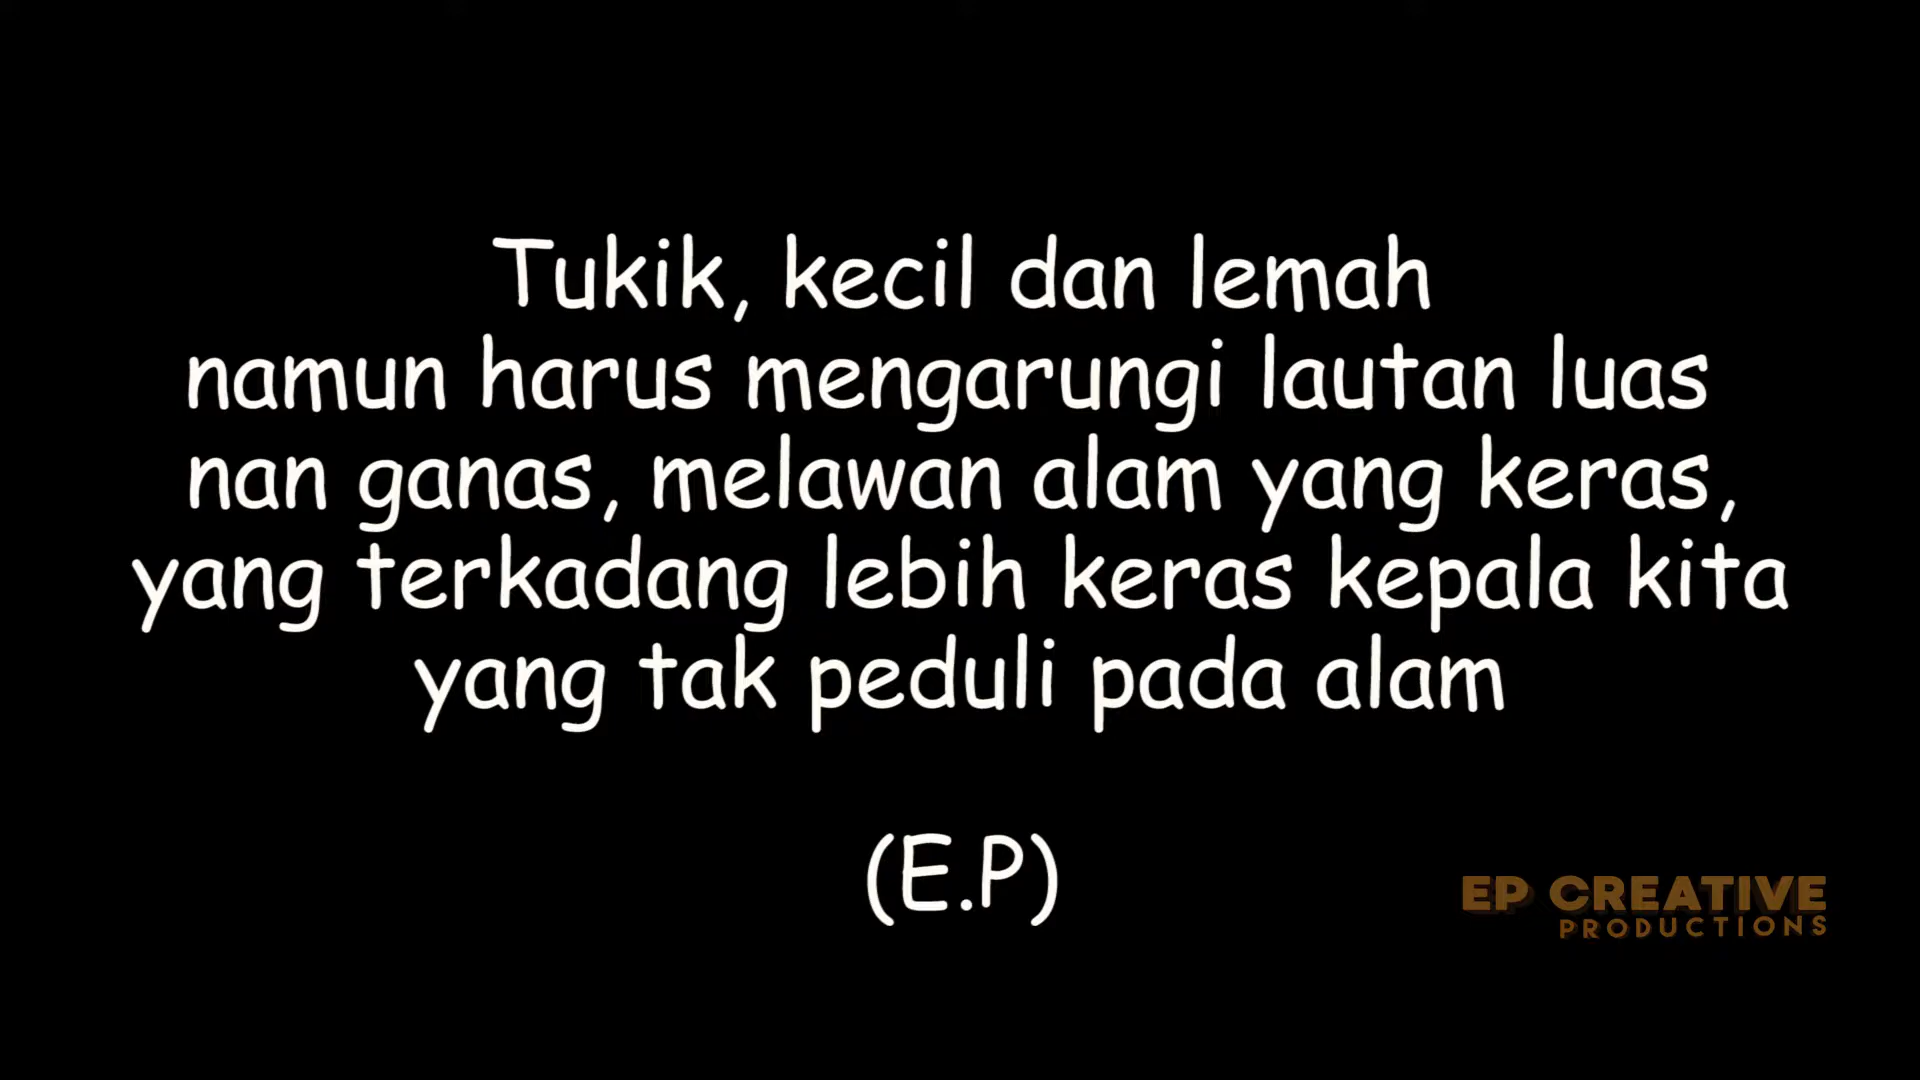 Tukik, kecil dan lemah
namun harus mengarungi lautan luas
nan ganas, melawan alam yang keras,
yang terkadang lebih keras kepala kita
yang tak peduli pada alam
(E.P)
EP CREATIVE
PRODUCTIONS